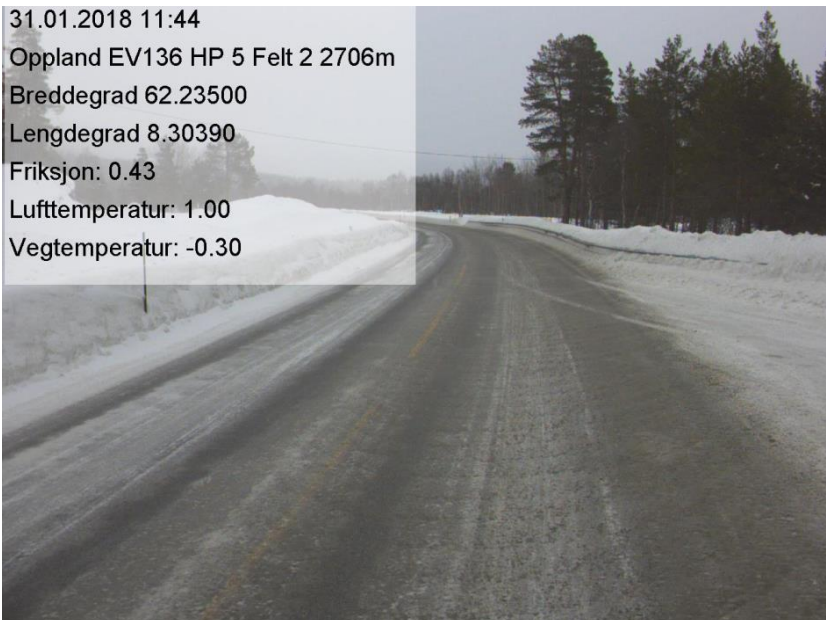 31.01.2018 11:44
Oppland EV136 HP 5 Felt 2 2706m
Breddegrad 62.23500
Lengdegrad 8.30390
Friksjon: 0.43
Lufttemperatur: 1.00
Vegtemperatur: -0.30